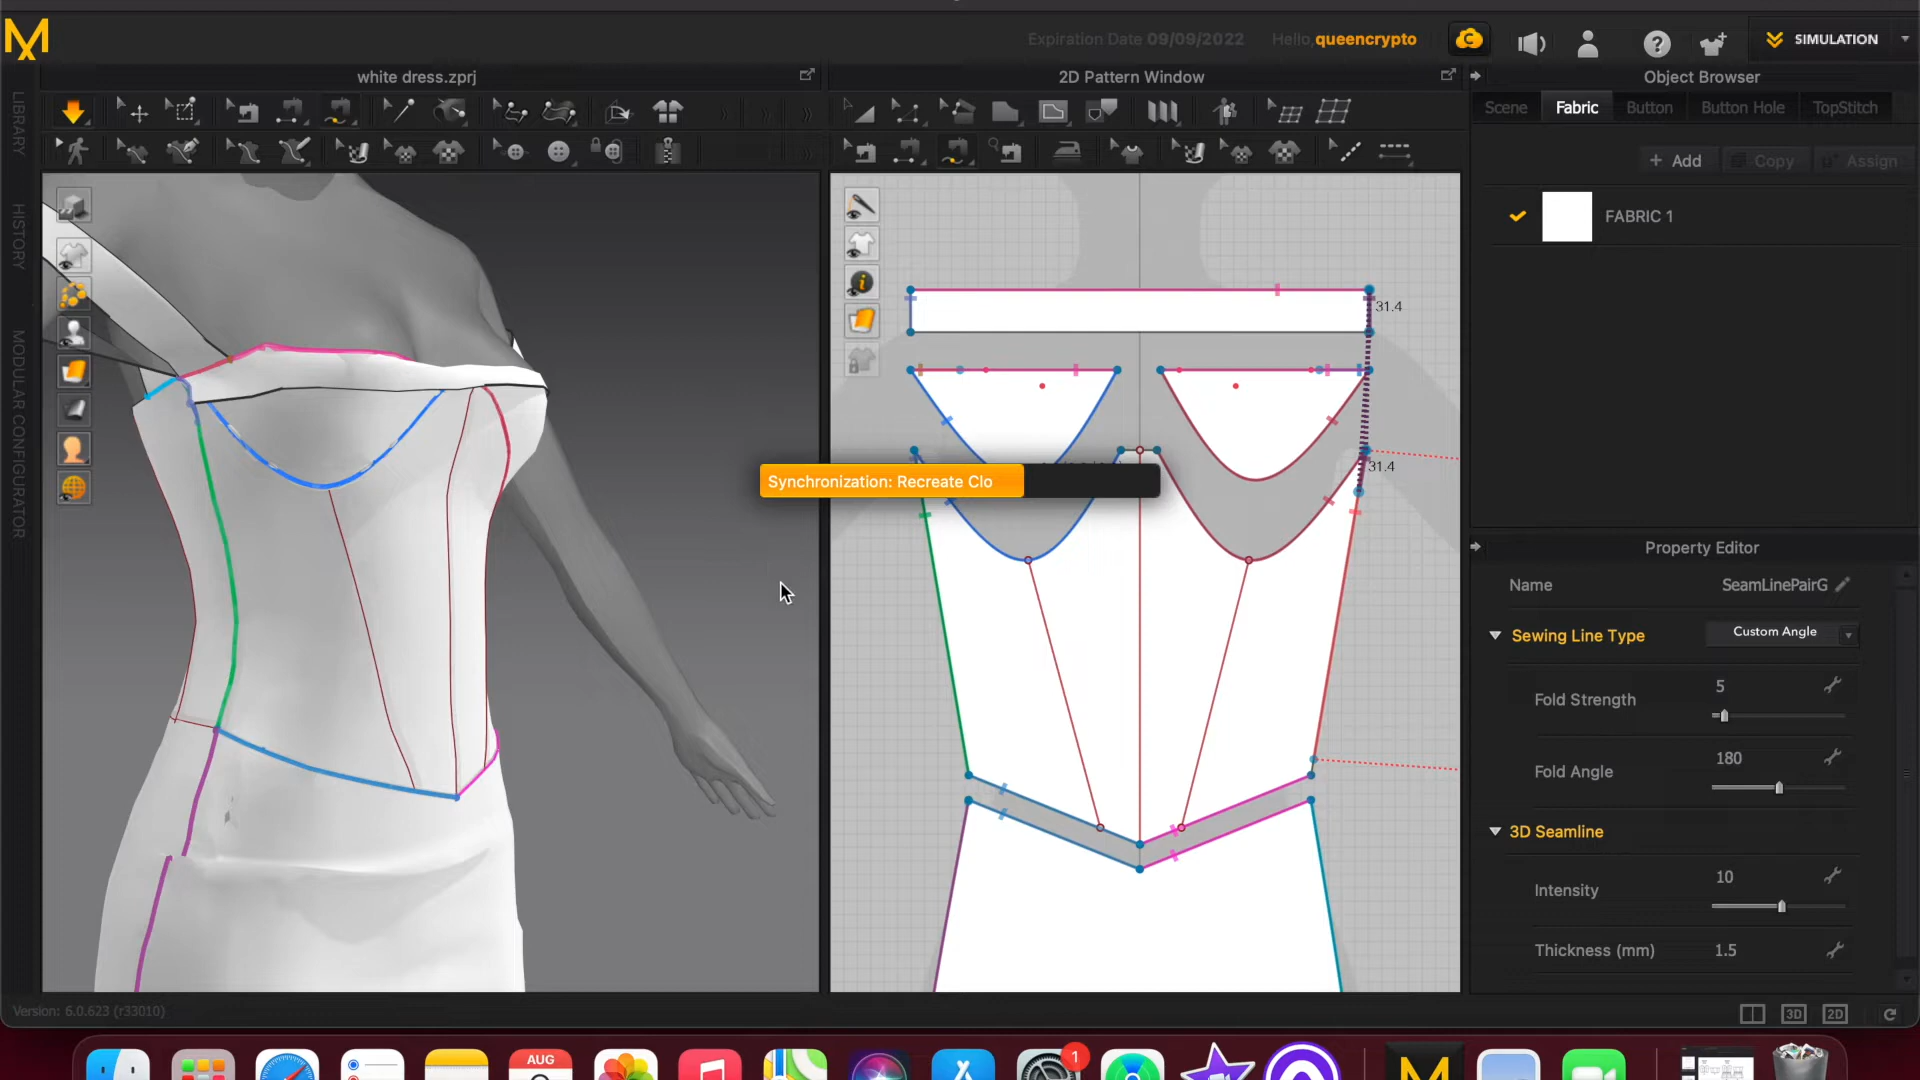 Expiration Date 09/09/2022 Hello, queencrypto
SIMULATION
white dress.zprj
2D Pattern Window
Object Browser
LIBRARY
HISTORY
MODULAR CONFIGURATOR
Scene Fabric Button Button Hole TopStitch
+ Add Copy Assign
FABRIC 1
31.4
31.4
Synchronization: Recreate Clo
Property Editor
Name SeamLinePairG
Sewing Line Type Custom Angle
Fold Strength 5
Fold Angle 180
3D Seamline
Intensity 10
Thickness (mm) 1.5
Version: 6.0.623 (r33010)
3D 2D
AUG
1